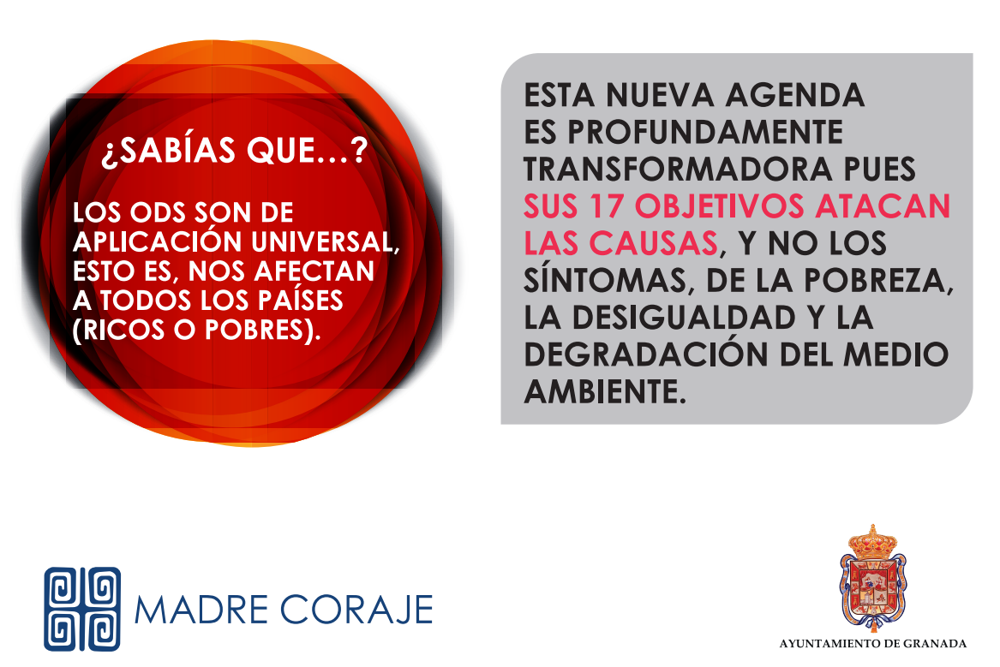 ¿SABÍAS QUE...?
LOS ODS SON DE
APLICACIÓN UNIVERSAL,
ESTO ES, NOS AFECTAN
A TODOS LOS PAÍSES
(RICOS O POBRES).
ESTA NUEVA AGENDA
ES PROFUNDAMENTE
TRANSFORMADORA PUES
SUS 17 OBJETIVOS ATACAN
LAS CAUSAS, Y NO LOS
SÍNTOMAS, DE LA POBREZA,
LA DESIGUALDAD Y LA
DEGRADACIÓN DEL MEDIO
AMBIENTE.
MADRE CORAJE
AYUNTAMIENTO DE GRANADA